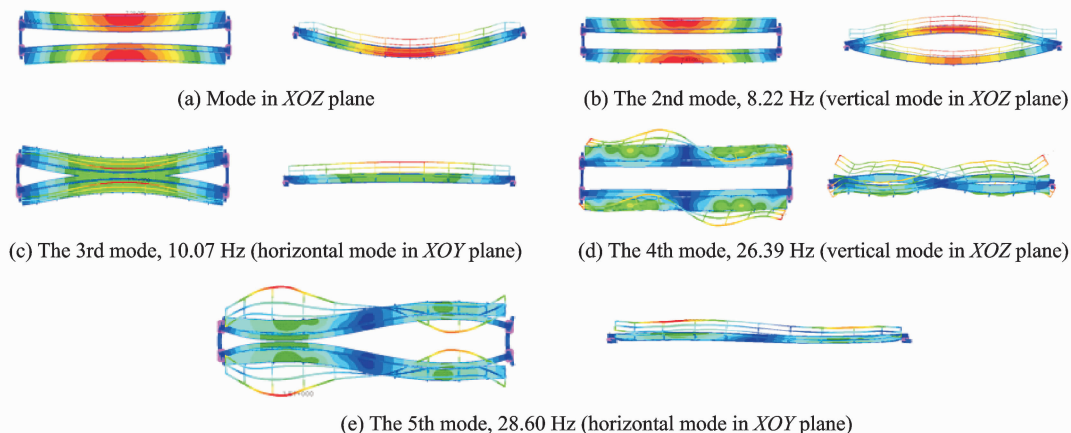 (a) Mode in XOZ plane
(b) The 2nd mode, 8.22 Hz (vertical mode in XOZ plane)
(c) The 3rd mode, 10.07 Hz (horizontal mode in XOY plane)
(d) The 4th mode, 26.39 Hz (vertical mode in XOZ plane)
(e) The 5th mode, 28.60 Hz (horizontal mode in XOY plane)